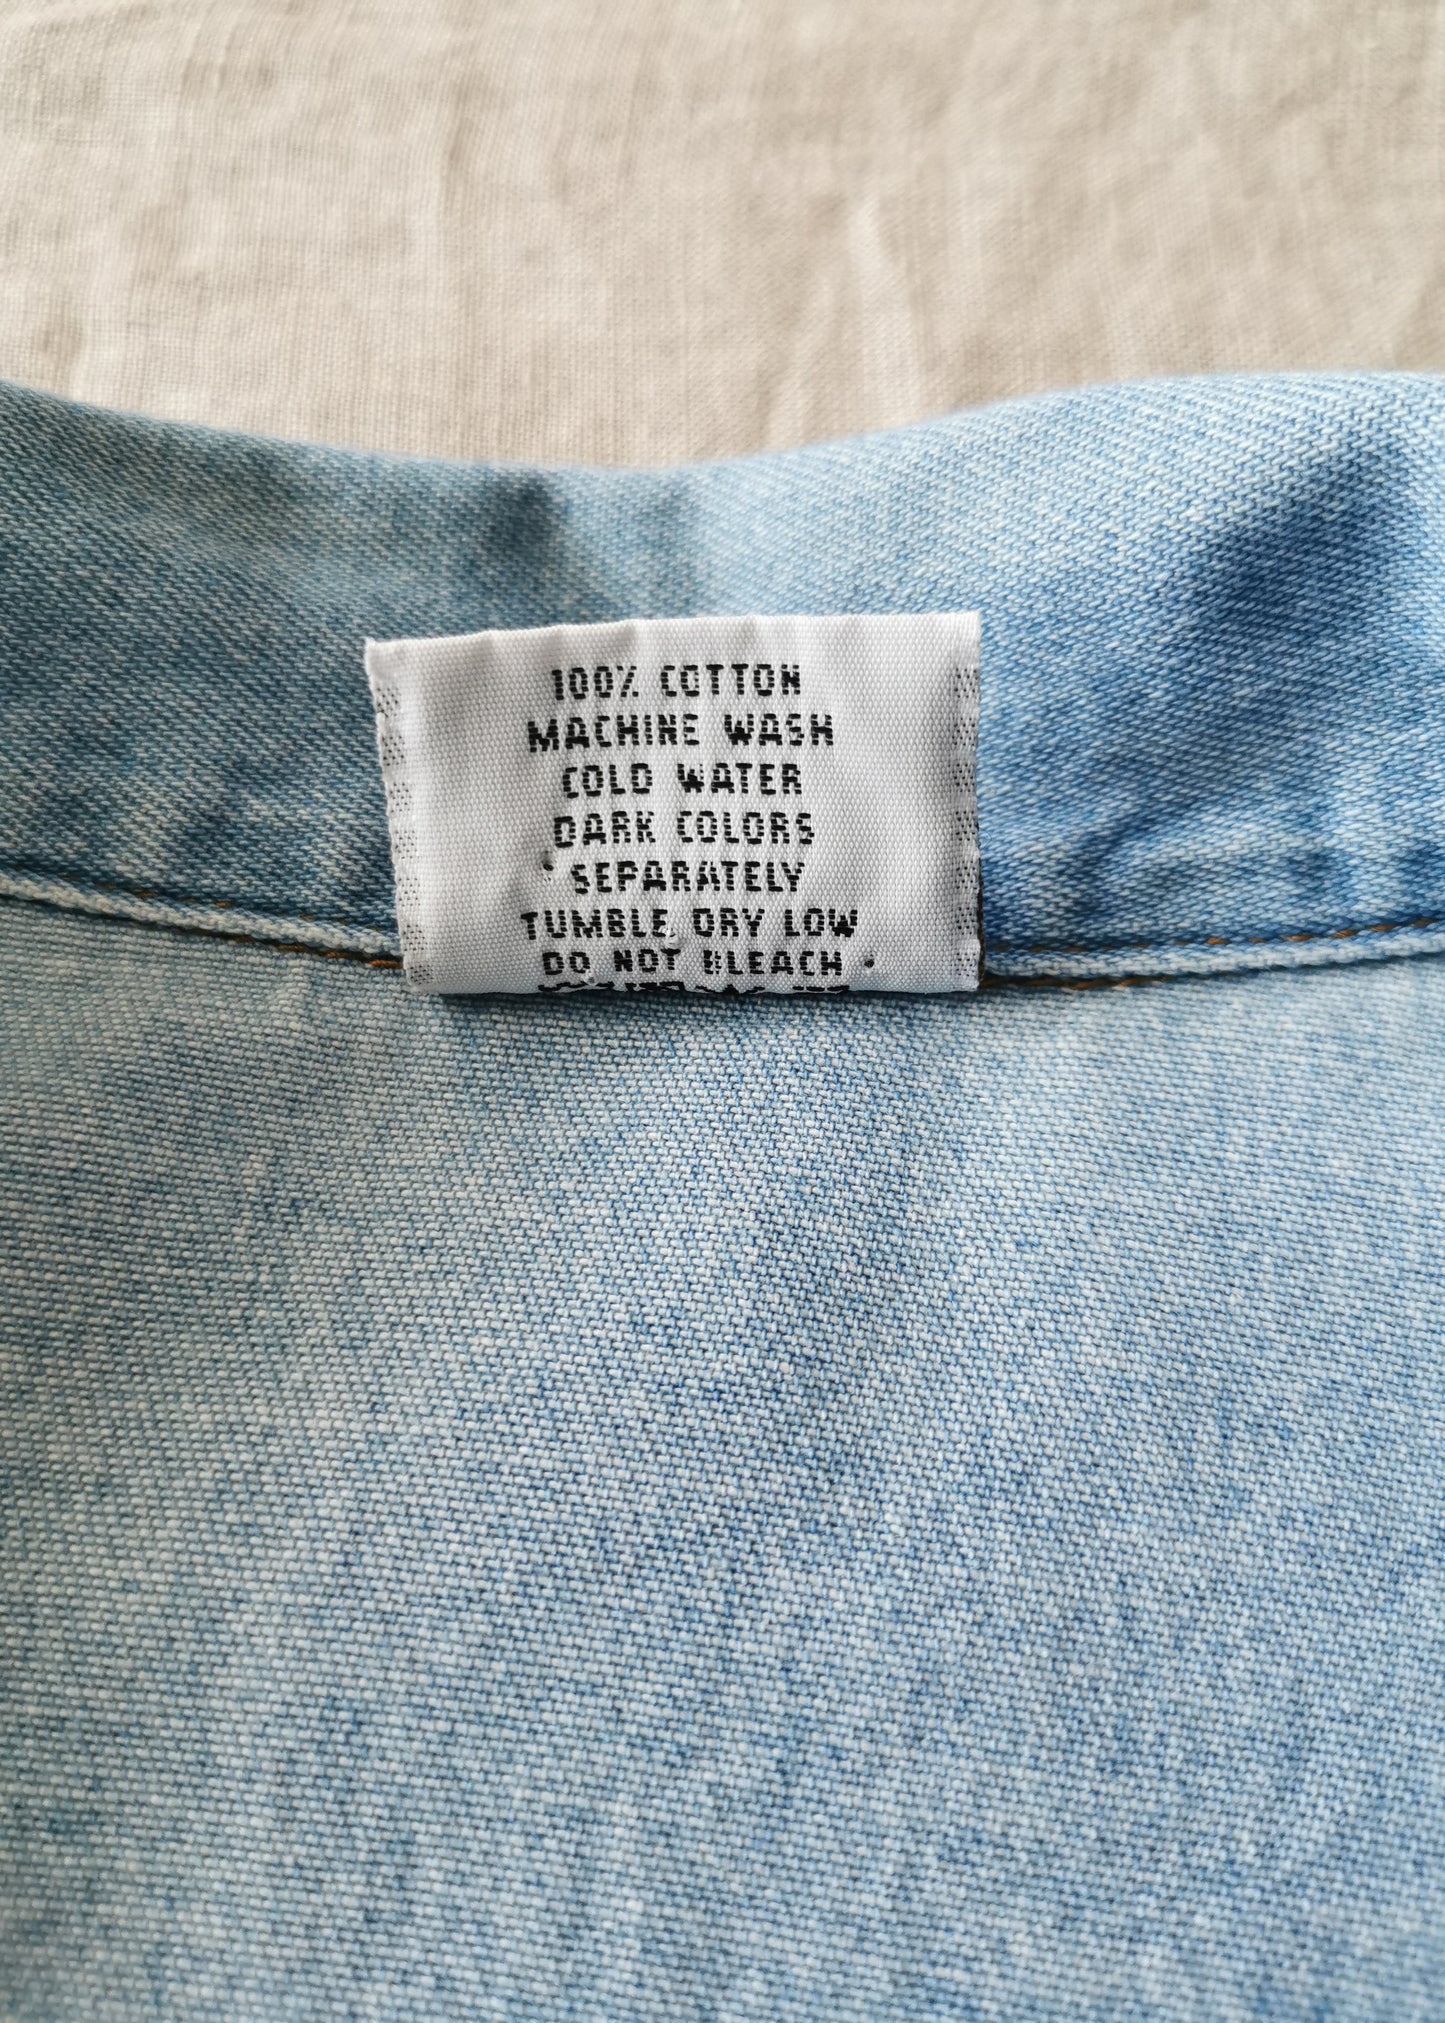 100% COTTON
MACHINE WASH
COLD WATER
DARK COLORS
SEPARATELY
TUMBLE DRY LOW
DO NOT BLEACH